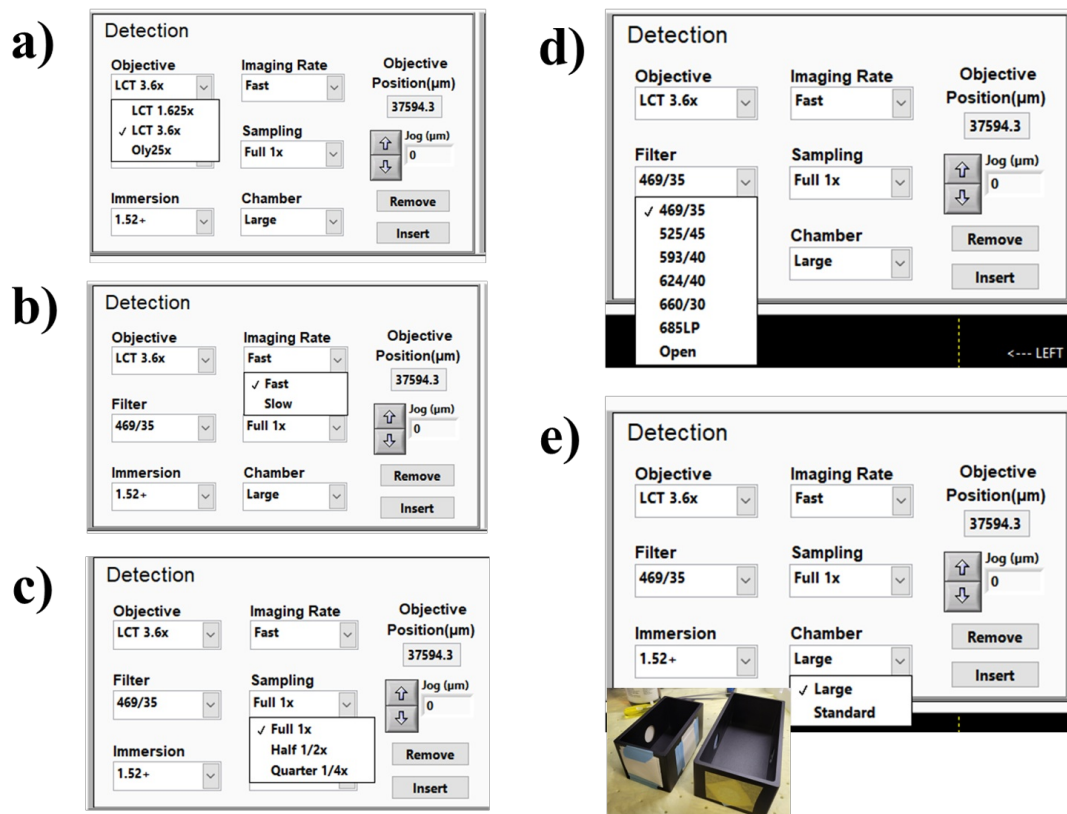 a)
Detection
Objective
Imaging Rate
Objective
Position(µm)
LCT 3.6x
Fast
37594.3
LCT 1.625x
✓ LCT 3.6x
Oly25x
Sampling
Full 1x
Jog (µm)
0
Immersion
Chamber
Remove
1.52+
Large
Insert
b)
Detection
Objective
Imaging Rate
Objective
Position(µm)
LCT 3.6x
Fast
37594.3
✓ Fast
Slow
Filter
469/35
Full 1x
Jog (µm)
0
Immersion
Chamber
Remove
1.52+
Large
Insert
c)
Detection
Objective
Imaging Rate
Objective
Position(µm)
LCT 3.6x
Fast
37594.3
Filter
Sampling
Jog (µm)
469/35
Full 1x
0
✓ Full 1x
Half 1/2x
Quarter 1/4x
Immersion
1.52+
Remove
Insert
d)
Detection
Objective
Imaging Rate
Objective
Position(µm)
LCT 3.6x
Fast
37594.3
Filter
Sampling
Jog (µm)
469/35
Full 1x
0
✓ 469/35
525/45
593/40
624/40
660/30
685LP
Open
Chamber
Large
Remove
Insert
<--- LEFT
e)
Detection
Objective
Imaging Rate
Objective
Position(µm)
LCT 3.6x
Fast
37594.3
Filter
Sampling
Jog (µm)
469/35
Full 1x
0
Immersion
Chamber
Remove
1.52+
Large
Insert
✓ Large
Standard